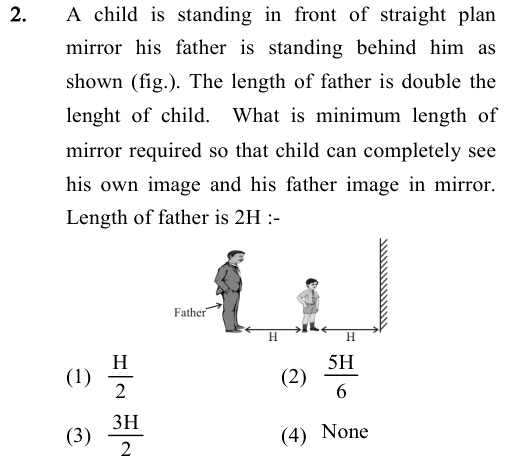 2. A child is standing in front of straight plan
mirror his father is standing behind him as
shown (fig.). The length of father is double the
lenght of child. What is minimum length of
mirror required so that child can completely see
his own image and his father image in mirror.
Length of father is 2H :-
Father
H H
(1) H/2 (2) 5H/6
(3) 3H/2 (4) None